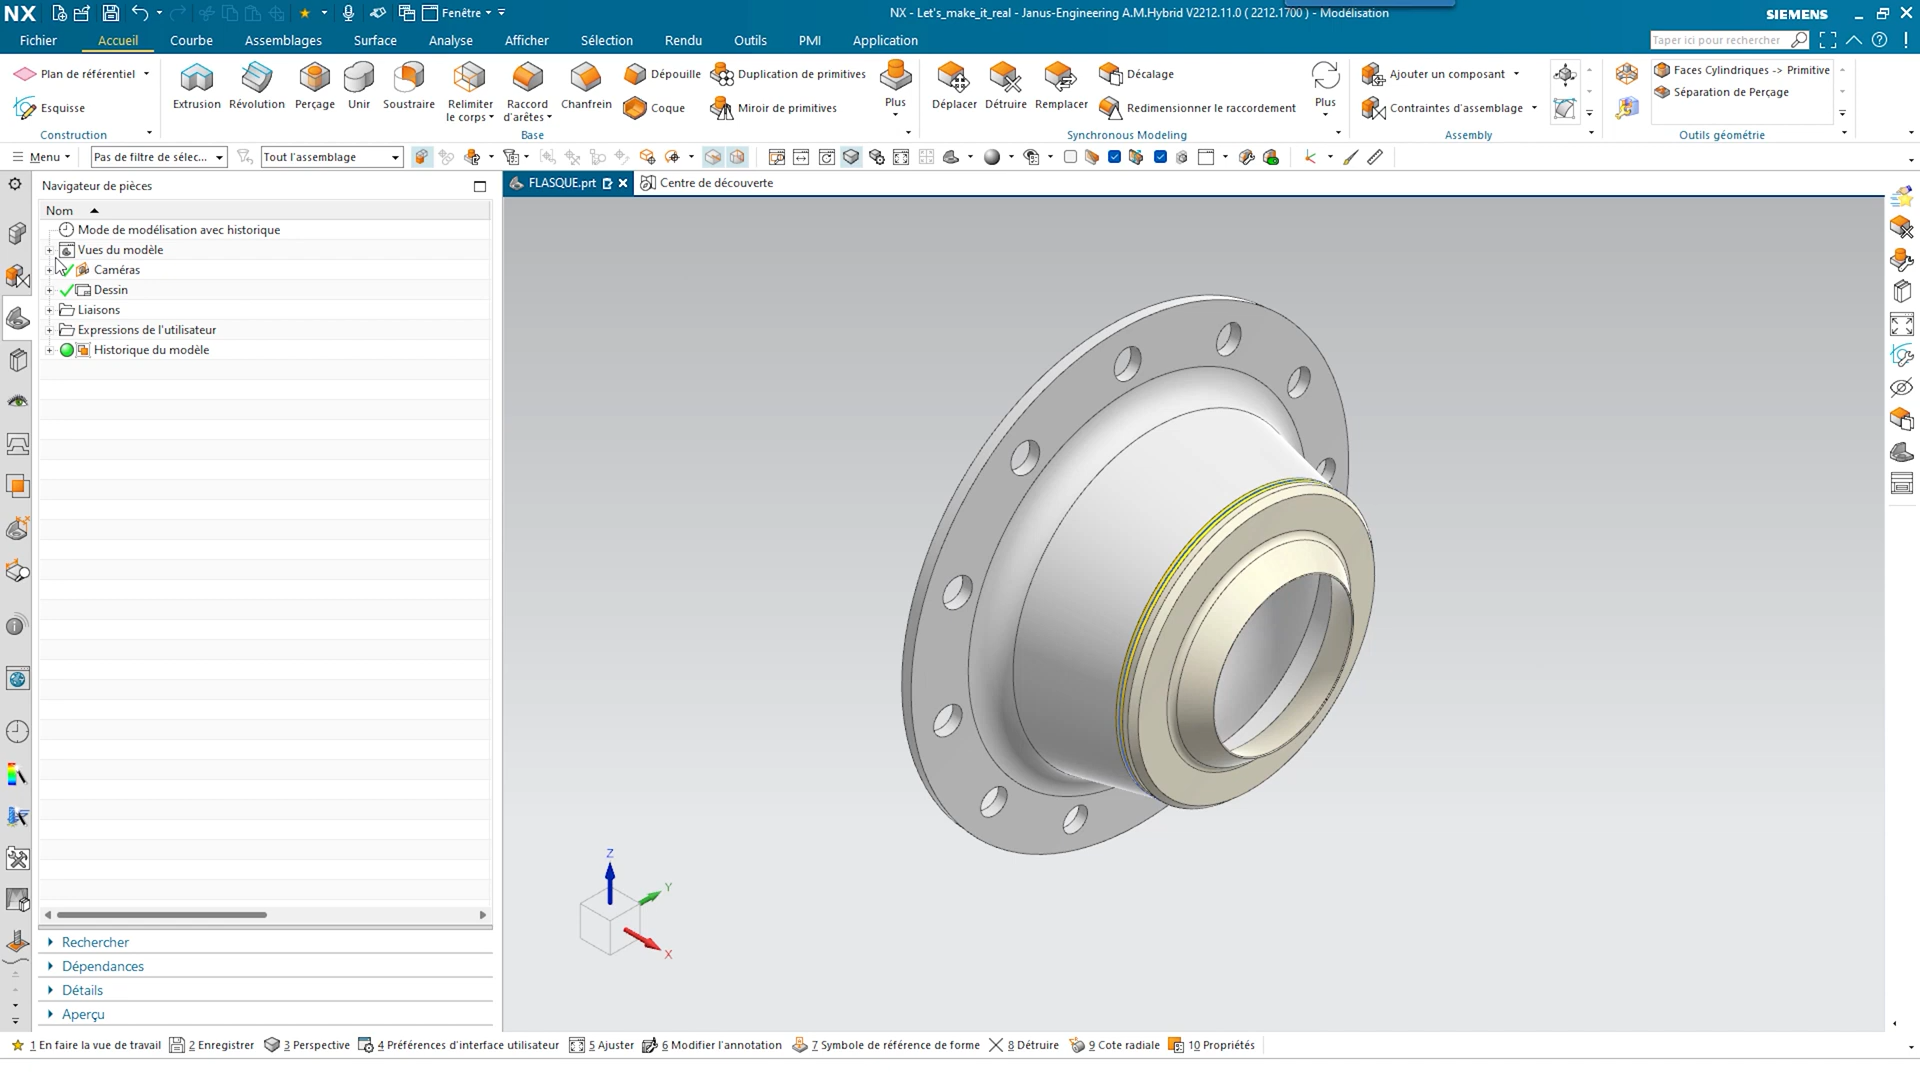 NX
Fenêtre
NX - Let's_make_it_real - Janus-Engineering A.M.Hybrid V2212.11.0 ( 2212.1700 ) - Modélisation
SIEMENS
Fichier Accueil Courbe Assemblages Surface Analyse Afficher Sélection Rendu Outils PMI Application
Taper ici pour rechercher
Plan de référentiel
Esquisse
Construction
Extrusion
Révolution
Perçage
Unir
Soustraire
Relimiter
le corps
Raccord
d'arêtes
Chanfrein
Dépouille
Coque
Duplication de primitives
Miroir de primitives
Plus
Base
Déplacer
Détruire
Remplacer
Décalage
Redimensionner le raccordement
Plus
Synchronous Modeling
Ajouter un composant
Contraintes d'assemblage
Assembly
Faces Cylindriques -> Primitive
Séparation de Perçage
Outils géométrie
Menu
Pas de filtre de sélec...
Tout l'assemblage
Navigateur de pièces
FLASQUE.prt
Centre de découverte
Nom
Mode de modélisation avec historique
Vues du modèle
Caméras
Dessin
Liaisons
Expressions de l'utilisateur
Historique du modèle
Z
Y
X
Rechercher
Dépendances
Détails
Aperçu
1 En faire la vue de travail 2 Enregistrer 3 Perspective 4 Préférences d'interface utilisateur 5 Ajuster 6 Modifier l'annotation 7 Symbole de référence de forme 8 Détruire 9 Cote radiale 10 Propriétés